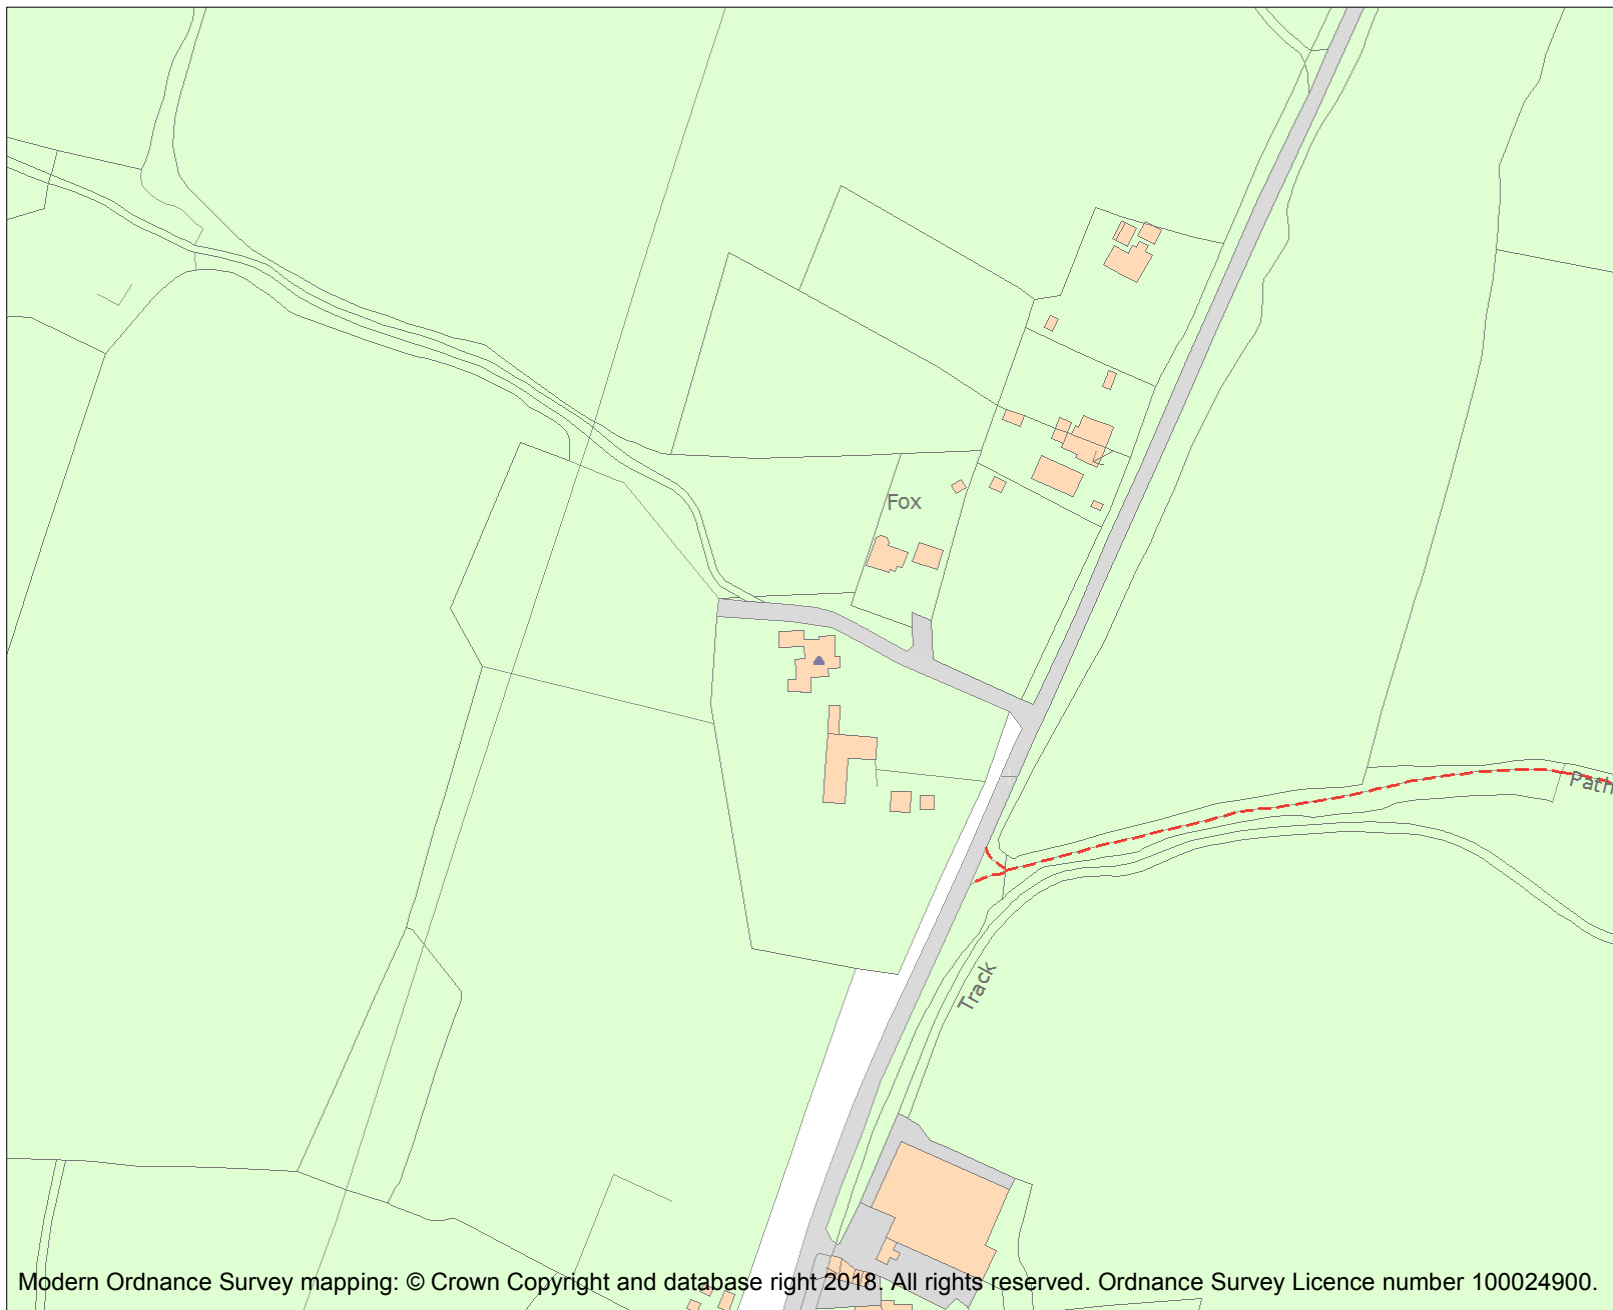 Fox
Path
Track
Modern Ordnance Survey mapping: © Crown Copyright and database right 2018. All rights reserved. Ordnance Survey Licence number 100024900.